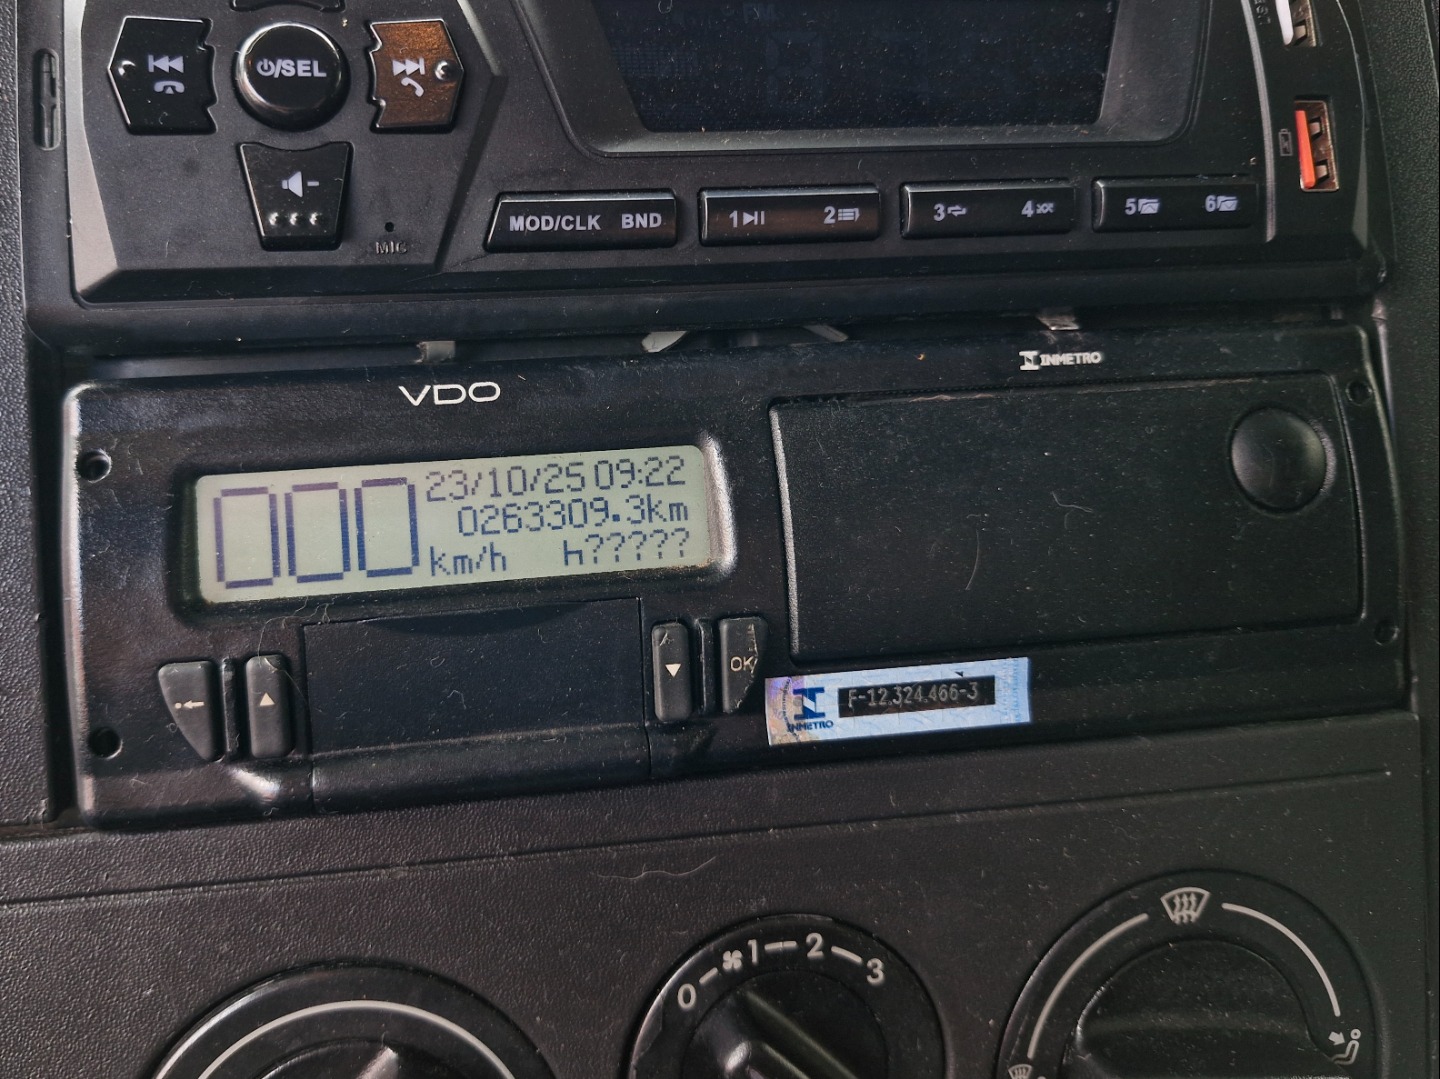 ⏻/SEL
MIC
MOD/CLK BND
1 2
3 4
5 6
VDO
INMETRO
000 km/h
23/10/25 09:22
0263309.3km
h?????
OK
INMETRO
F-12.324.466-3
0 1 2 3